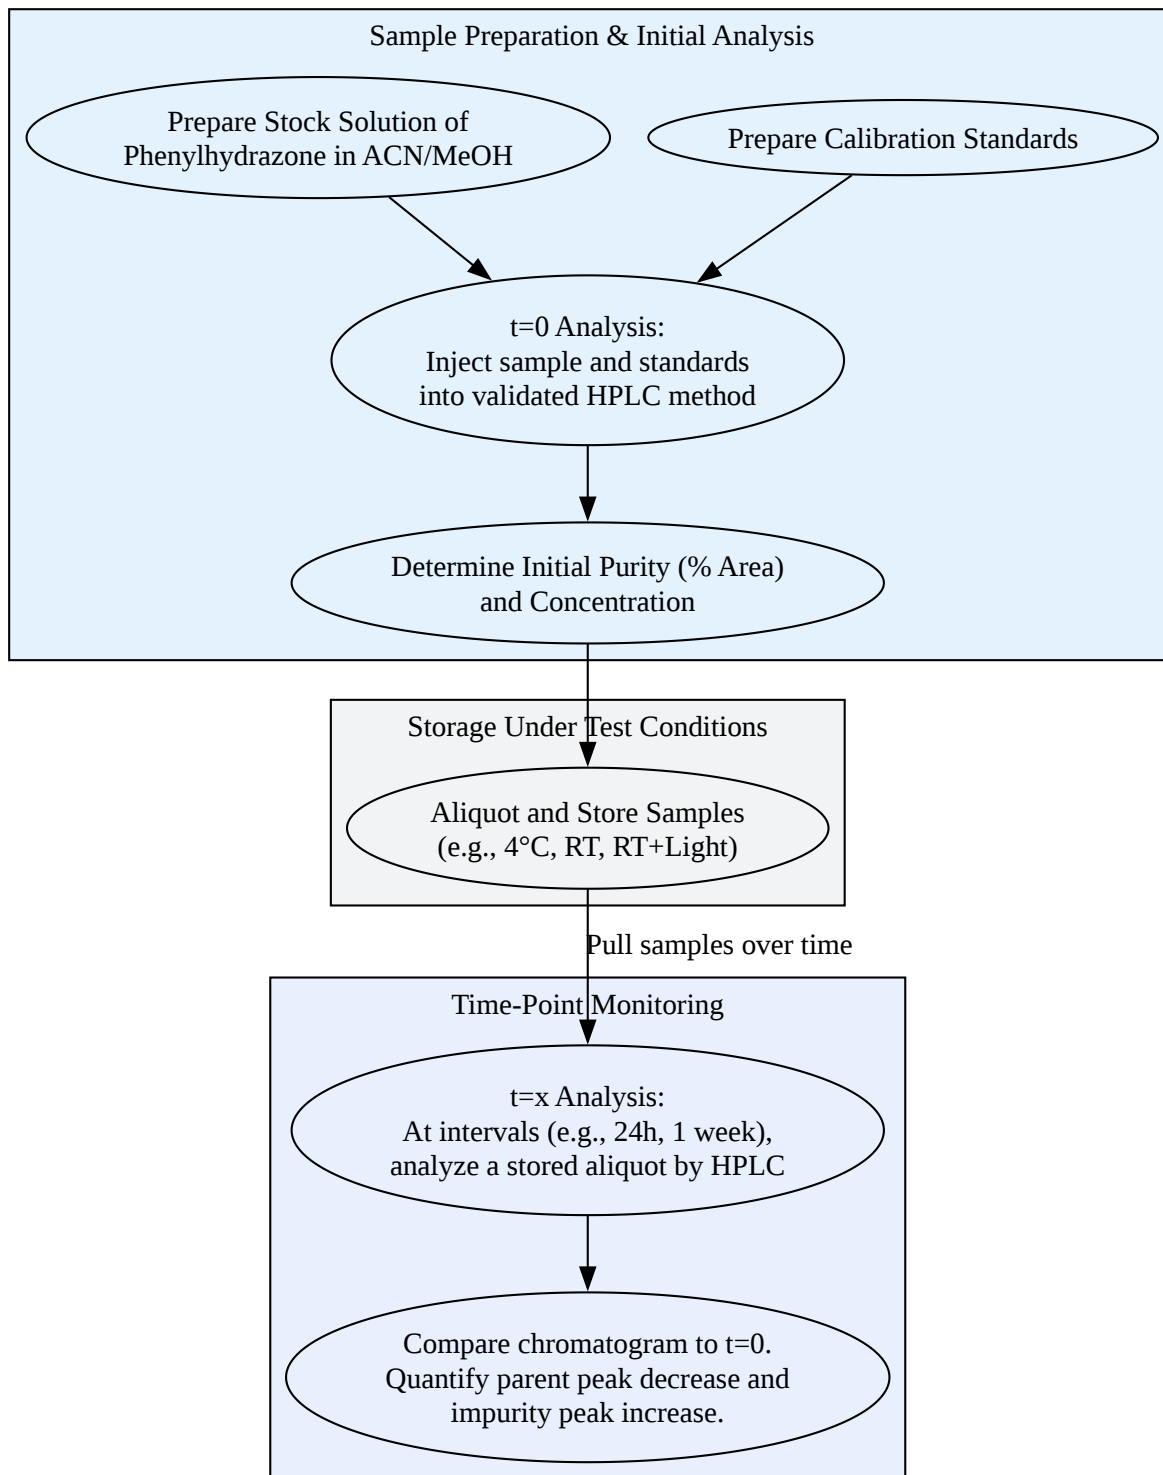 Sample Preparation & Initial Analysis
Prepare Stock Solution of
Phenylhydrazone in ACN/MeOH
Prepare Calibration Standards
t=0 Analysis:
Inject sample and standards
into validated HPLC method
Determine Initial Purity (% Area)
and Concentration
Storage Under Test Conditions
Aliquot and Store Samples
(e.g., 4°C, RT, RT+Light)
Pull samples over time
Time-Point Monitoring
t=x Analysis:
At intervals (e.g., 24h, 1 week),
analyze a stored aliquot by HPLC
Compare chromatogram to t=0.
Quantify parent peak decrease and
impurity peak increase.